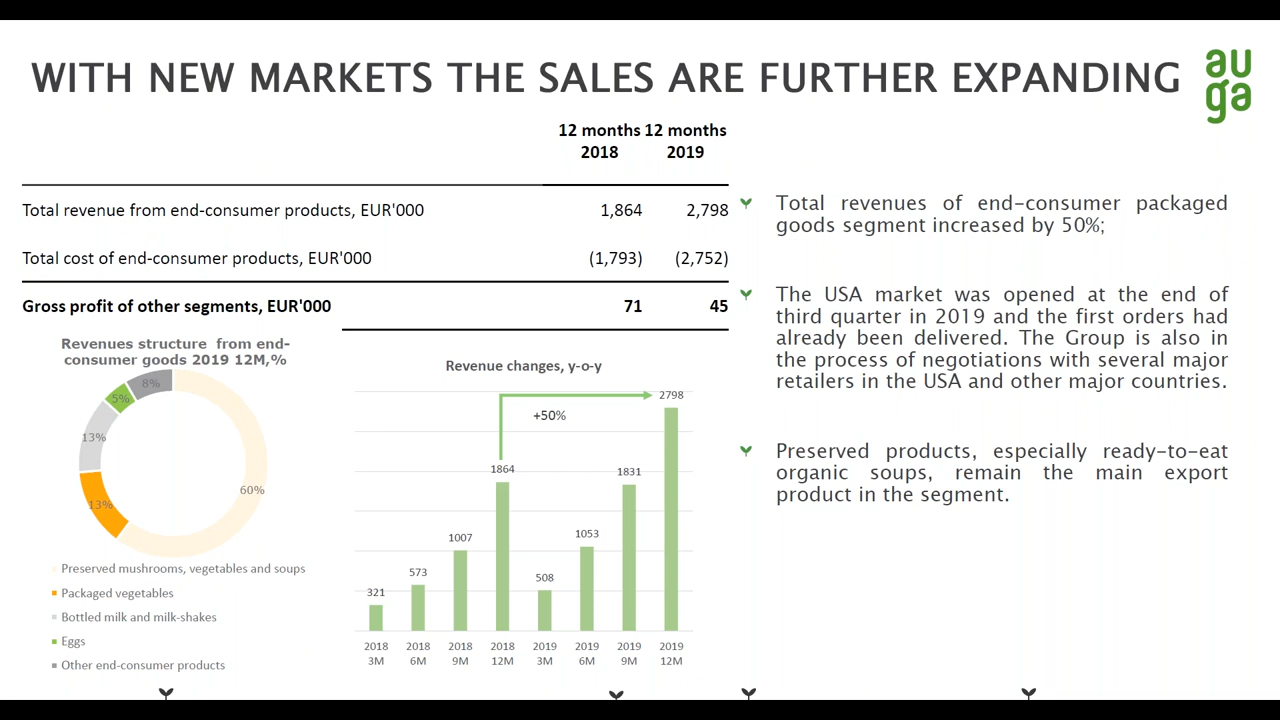 WITH NEW MARKETS THE SALES ARE FURTHER EXPANDING
au
ga
12 months 12 months
2018 2019
Total revenue from end-consumer products, EUR'000 1,864 2,798
Total cost of end-consumer products, EUR'000 (1,793) (2,752)
Gross profit of other segments, EUR'000 71 45
Revenues structure from end-
consumer goods 2019 12M,%
8%
5%
13%
13%
60%
Preserved mushrooms, vegetables and soups
Packaged vegetables
Bottled milk and milk-shakes
Eggs
Other end-consumer products
Revenue changes, y-o-y
+50%
321
573
1007
1864
508
1053
1831
2798
2018 2018 2018 2018 2019 2019 2019 2019
3M 6M 9M 12M 3M 6M 9M 12M
Total revenues of end-consumer packaged
goods segment increased by 50%;
The USA market was opened at the end of
third quarter in 2019 and the first orders had
already been delivered. The Group is also in
the process of negotiations with several major
retailers in the USA and other major countries.
Preserved products, especially ready-to-eat
organic soups, remain the main export
product in the segment.